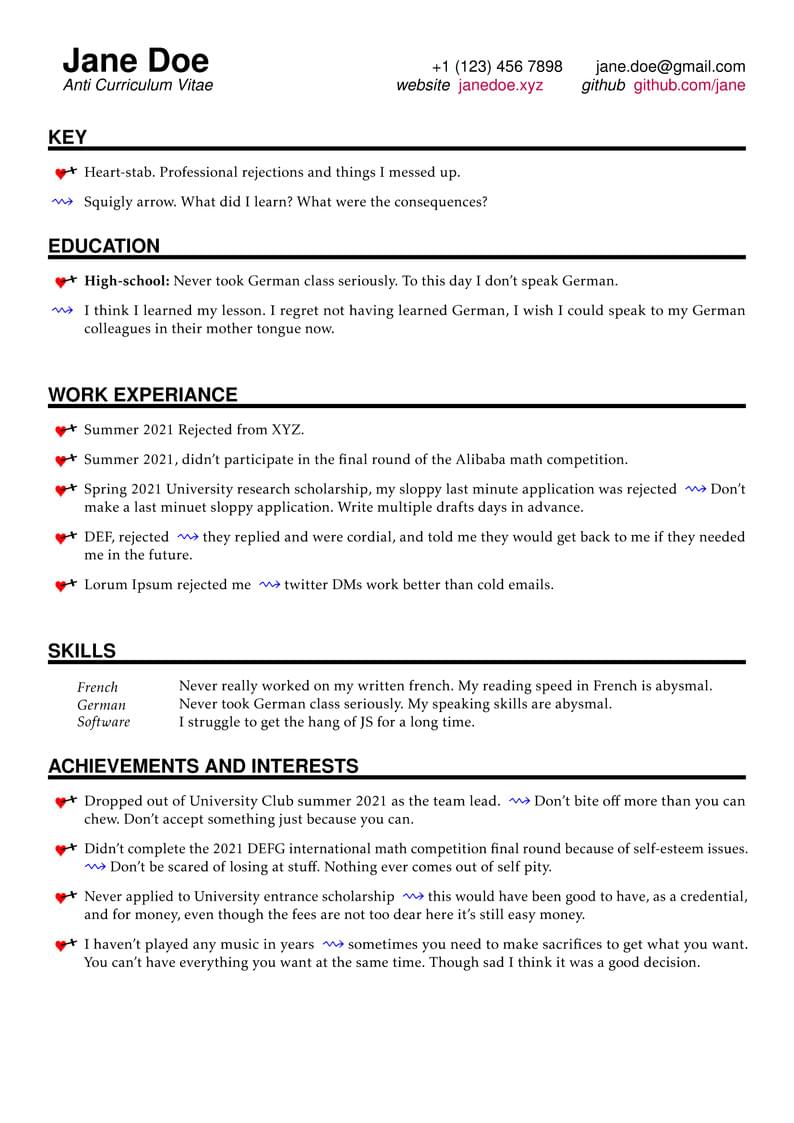 Jane Doe
Anti Curriculum Vitae
+1 (123) 456 7898 jane.doe@gmail.com
website janedoe.xyz github github.com/jane
KEY
Heart-stab. Professional rejections and things I messed up.
Squigly arrow. What did I learn? What were the consequences?
EDUCATION
High-school: Never took German class seriously. To this day I don't speak German.
I think I learned my lesson. I regret not having learned German, I wish I could speak to my German
colleagues in their mother tongue now.
WORK EXPERIANCE
Summer 2021 Rejected from XYZ.
Summer 2021, didn't participate in the final round of the Alibaba math competition.
Spring 2021 University research scholarship, my sloppy last minute application was rejected ⇝ Don't
make a last minuet sloppy application. Write multiple drafts days in advance.
DEF, rejected ⇝ they replied and were cordial, and told me they would get back to me if they needed
me in the future.
Lorum Ipsum rejected me ⇝ twitter DMs work better than cold emails.
SKILLS
French Never really worked on my written french. My reading speed in French is abysmal.
German Never took German class seriously. My speaking skills are abysmal.
Software I struggle to get the hang of JS for a long time.
ACHIEVEMENTS AND INTERESTS
Dropped out of University Club summer 2021 as the team lead. ⇝ Don't bite off more than you can
chew. Don't accept something just because you can.
Didn't complete the 2021 DEFG international math competition final round because of self-esteem issues.
⇝ Don't be scared of losing at stuff. Nothing ever comes out of self pity.
Never applied to University entrance scholarship ⇝ this would have been good to have, as a credential,
and for money, even though the fees are not too dear here it's still easy money.
I haven't played any music in years ⇝ sometimes you need to make sacrifices to get what you want.
You can't have everything you want at the same time. Though sad I think it was a good decision.